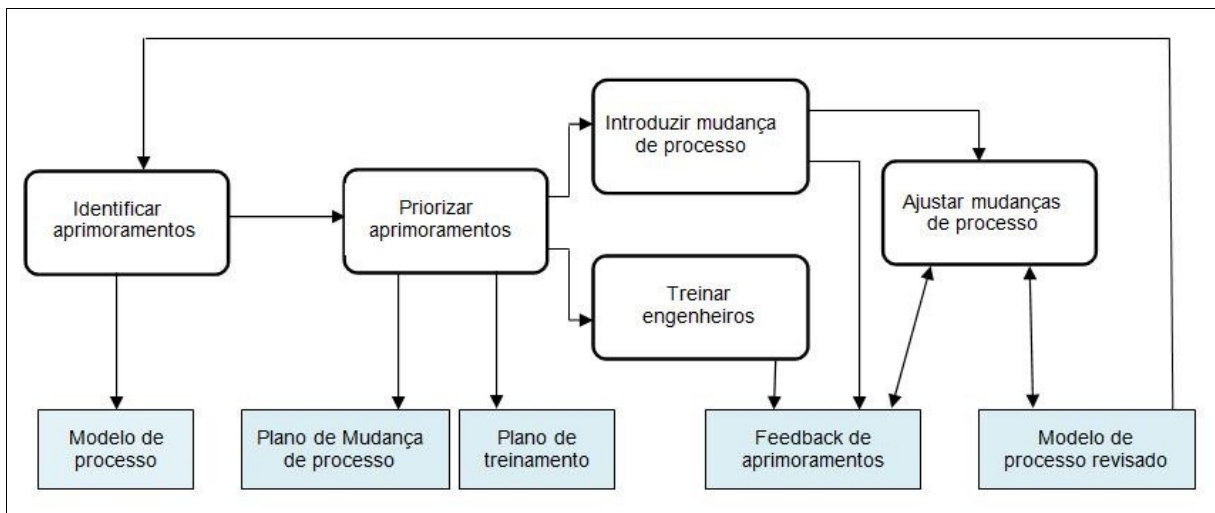 Identificar
aprimoramentos
Priorizar
aprimoramentos
Introduzir mudança
de processo
Treinar
engenheiros
Ajustar mudanças
de processo
Modelo de
processo
Plano de Mudança
de processo
Plano de
treinamento
Feedback de
aprimoramentos
Modelo de
processo revisado